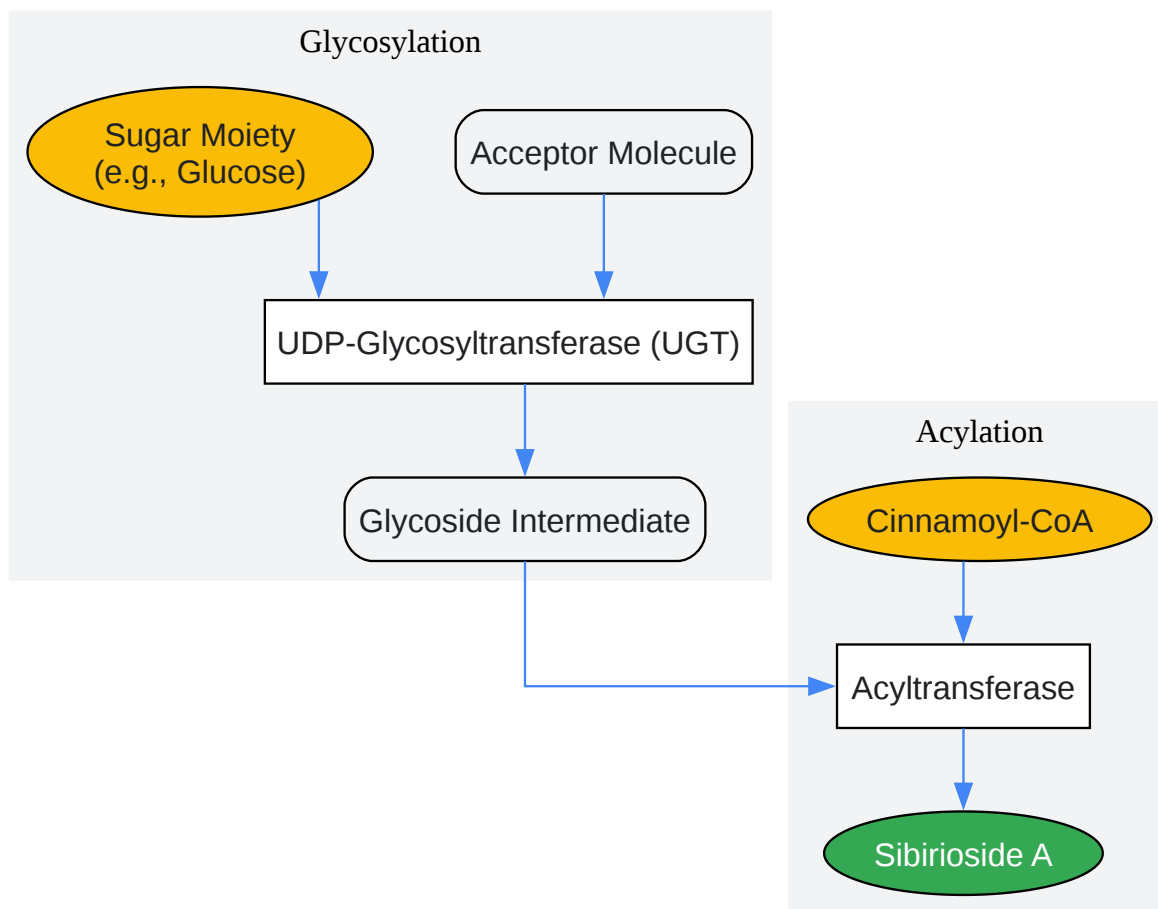 Glycosylation
Sugar Moiety
(e.g., Glucose)
Acceptor Molecule
UDP-Glycosyltransferase (UGT)
Glycoside Intermediate
Acylation
Cinnamoyl-CoA
Acyltransferase
Sibirioside A